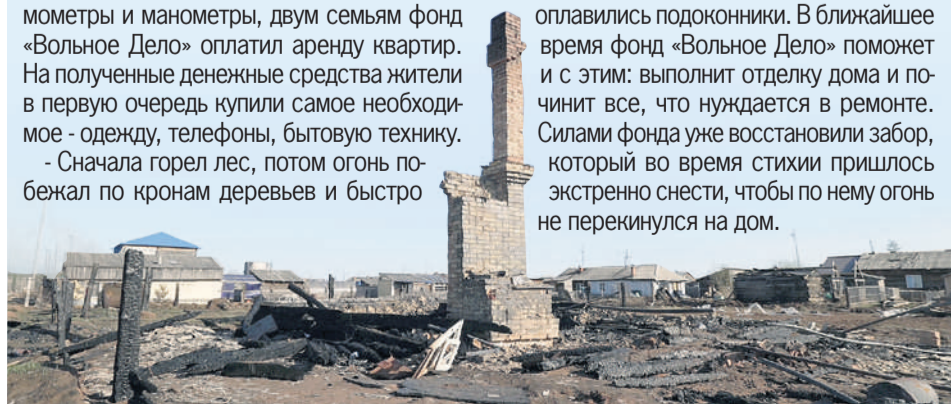 мометры и манометры, двум семьям фонд
«Вольное Дело» оплатил аренду квартир.
На полученные денежные средства жители
в первую очередь купили самое необходи-
мое - одежду, телефоны, бытовую технику.
- Сначала горел лес, потом огонь по-
бежал по кронам деревьев и быстро
оплавились подоконники. В ближайшее
время фонд «Вольное Дело» поможет
и с этим: выполнит отделку дома и по-
чинит все, что нуждается в ремонте.
Силами фонда уже восстановили забор,
который во время стихии пришлось
экстренно снести, чтобы по нему огонь
не перекинулся на дом.